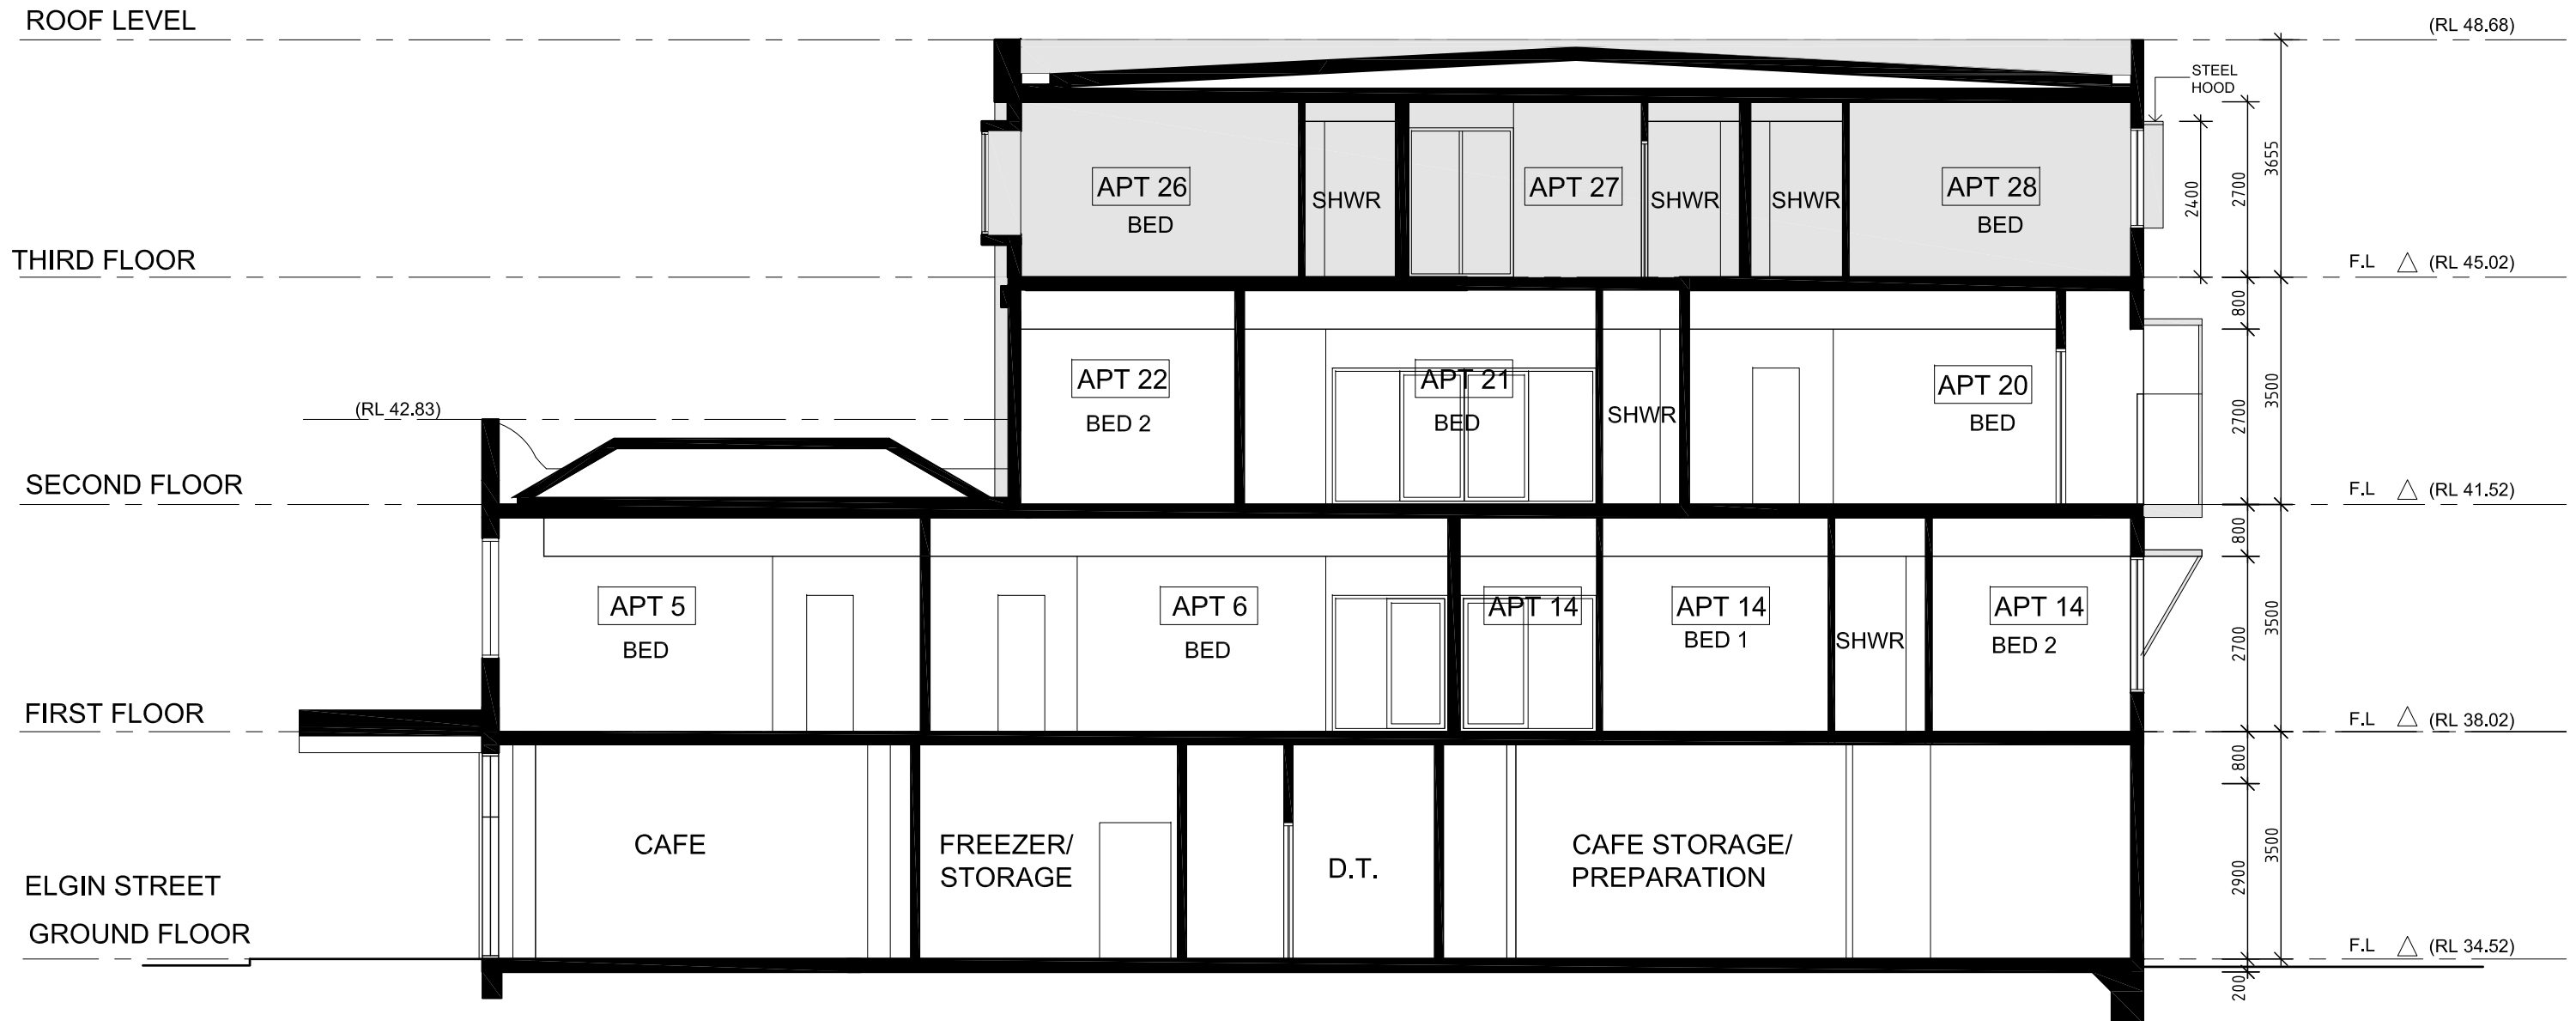 ROOF LEVEL
(RL 48.68)
STEEL
HOOD
APT 26
BED
SHWR
APT 27
SHWR
SHWR
APT 28
BED
2400
2700
3655
THIRD FLOOR
F.L (RL 45.02)
800
APT 22
BED 2
APT 21
BED
SHWR
APT 20
BED
2700
3500
(RL 42.83)
SECOND FLOOR
F.L (RL 41.52)
800
APT 5
BED
APT 6
BED
APT 14
APT 14
BED 1
SHWR
APT 14
BED 2
2700
3500
FIRST FLOOR
F.L (RL 38.02)
800
CAFE
FREEZER/
STORAGE
D.T.
CAFE STORAGE/
PREPARATION
2900
3500
ELGIN STREET
GROUND FLOOR
F.L (RL 34.52)
200